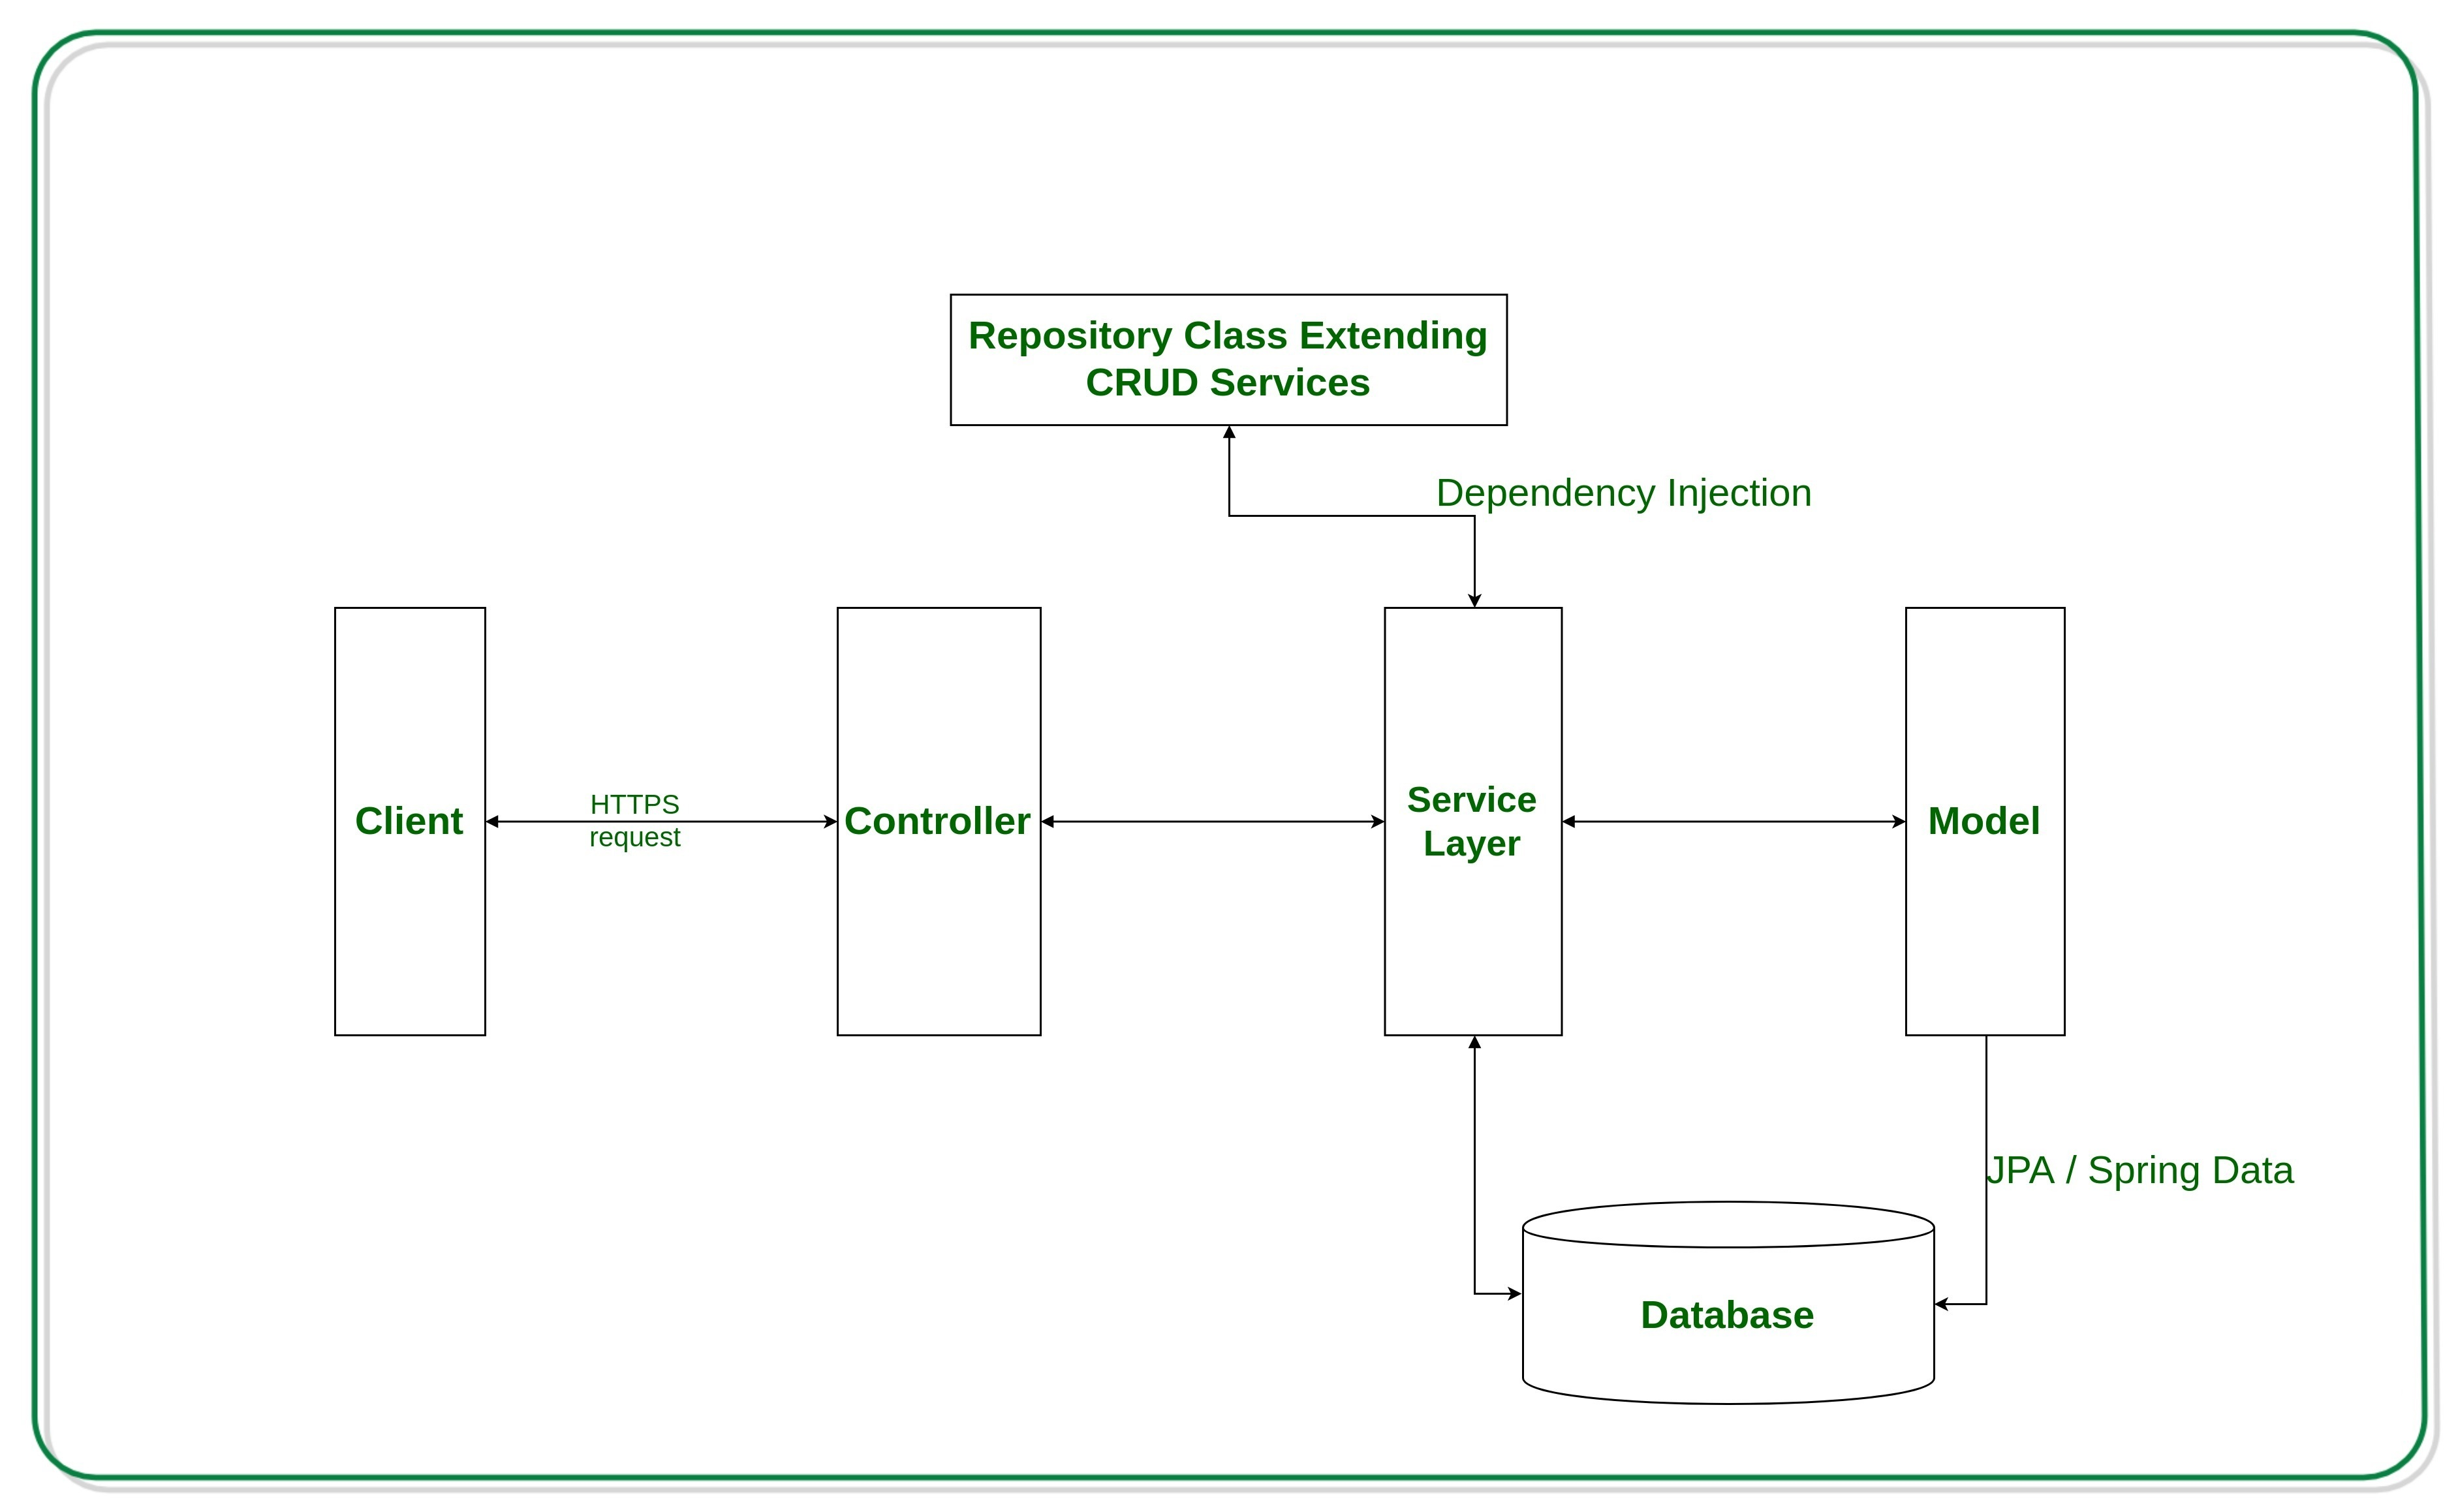 Repository Class Extending
CRUD Services
Dependency Injection
Client
HTTPS
request
Controller
Service
Layer
Model
JPA / Spring Data
Database